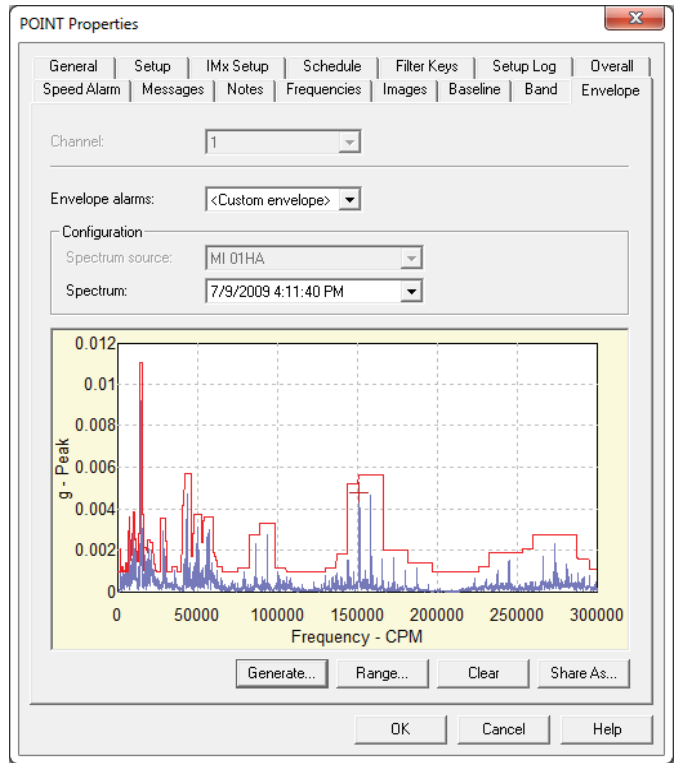 POINT Properties
General Setup IMx Setup Schedule Filter Keys Setup Log Overall
Speed Alarm Messages Notes Frequencies Images Baseline Band Envelope
Channel: 1
Envelope alarms: <Custom envelope>
Configuration
Spectrum source: MI 01HA
Spectrum: 7/9/2009 4:11:40 PM
0.012
0.01
0.008
0.006
0.004
0.002
0
g - Peak
0 50000 100000 150000 200000 250000 300000
Frequency - CPM
Generate... Range... Clear Share As...
OK Cancel Help